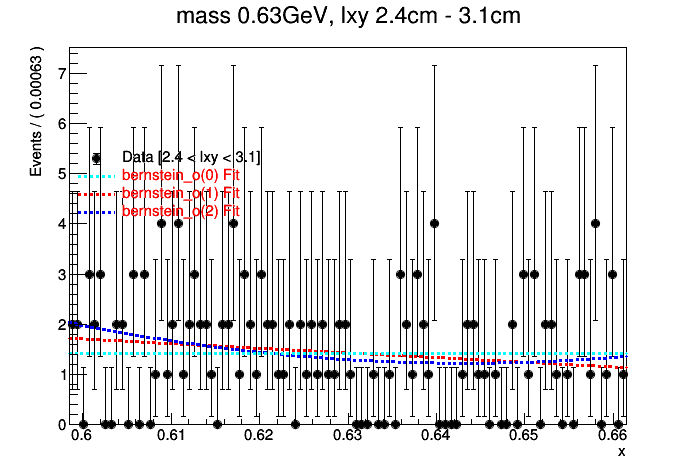 mass 0.63GeV, lxy 2.4cm - 3.1cm
Events / ( 0.00063 )
7
6
5
4
3
2
1
0
Data [2.4 < lxy < 3.1]
bernstein_o(0) Fit
bernstein_o(1) Fit
bernstein_o(2) Fit
0.6 0.61 0.62 0.63 0.64 0.65 0.66
x